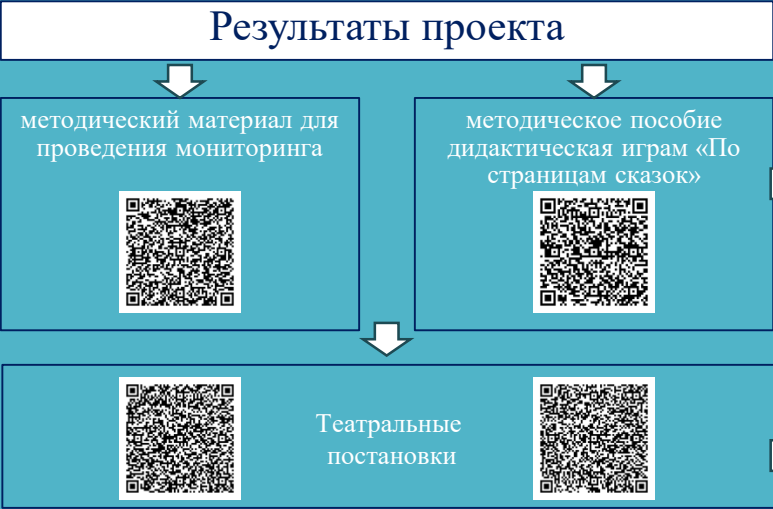 Результаты проекта
методический материал для
проведения мониторинга
методическое пособие
дидактическая играм «По
страницам сказок»
Театральные
постановки